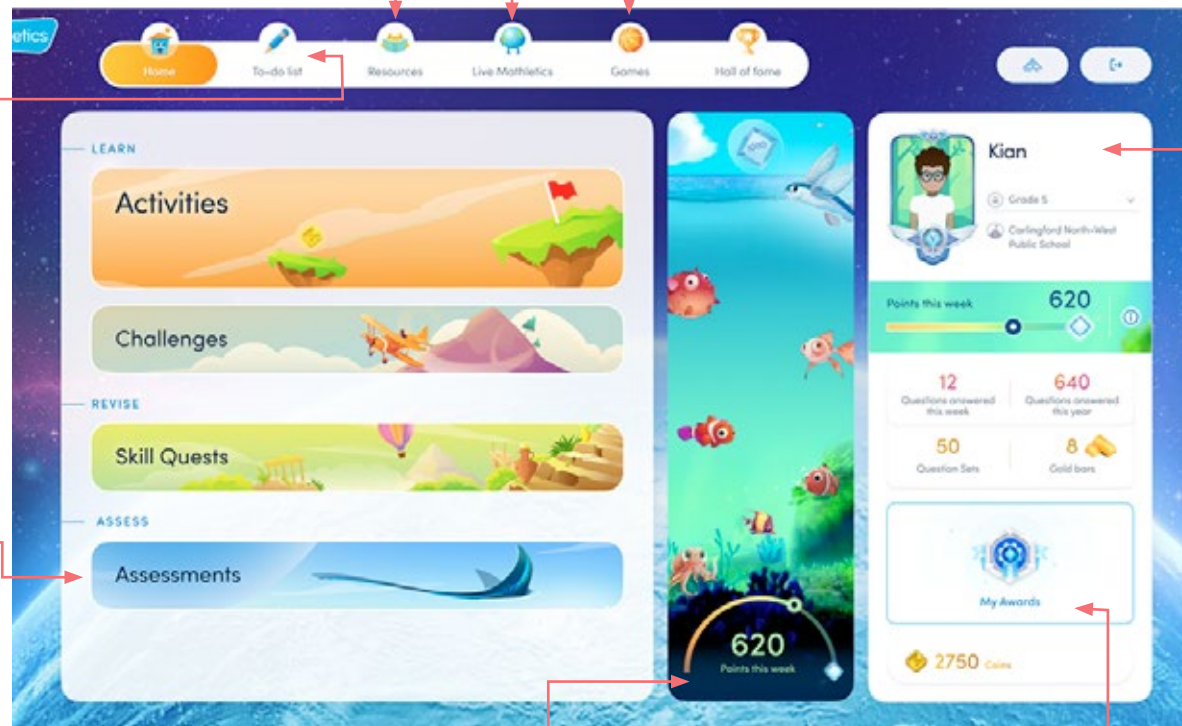 etics
Home
To-do list
Resources
Live Mathletics
Games
Hall of fame
LEARN
Activities
Challenges
REVISE
Skill Quests
ASSESS
Assessments
620
Points this week
Kian
Grade 5
Carlingford North-West
Public School
Points this week
620
12
Questions answered
this week
640
Questions answered
this year
50
Question Sets
8
Gold bars
My Awards
2750 Coins